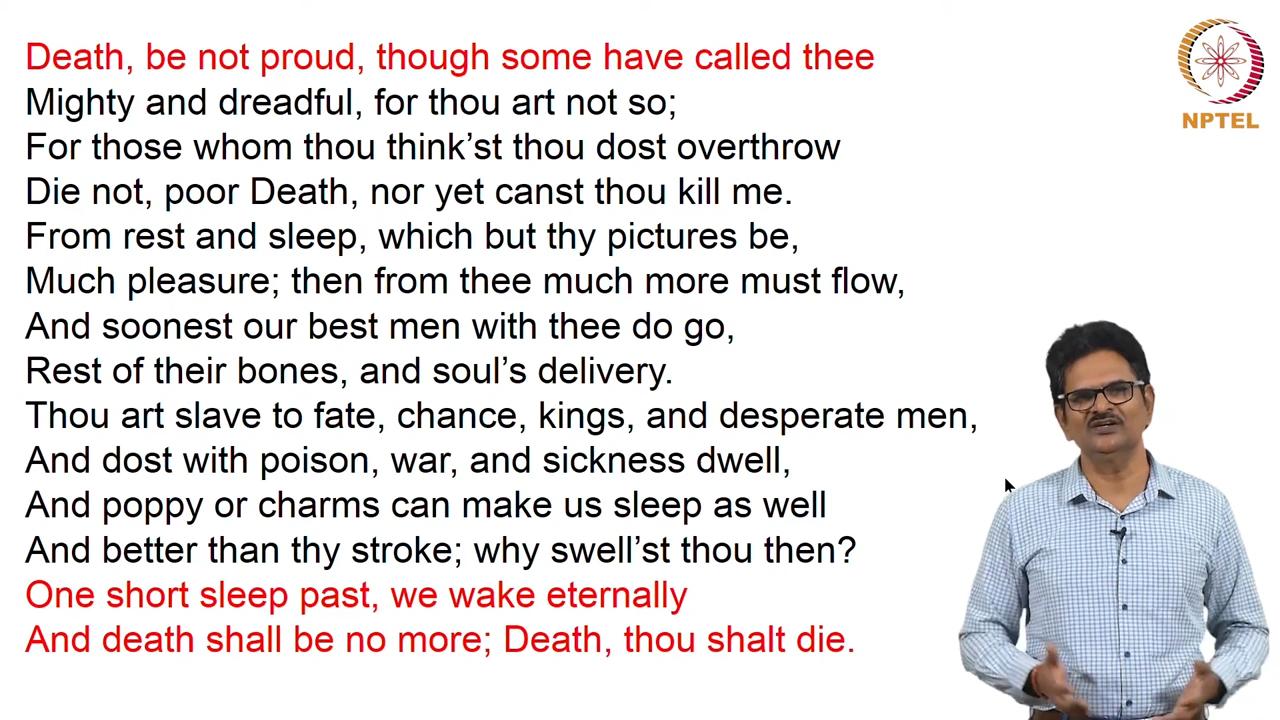 Death, be not proud, though some have called thee
Mighty and dreadful, for thou art not so;
For those whom thou think’st thou dost overthrow
Die not, poor Death, nor yet canst thou kill me.
From rest and sleep, which but thy pictures be,
Much pleasure; then from thee much more must flow,
And soonest our best men with thee do go,
Rest of their bones, and soul’s delivery.
Thou art slave to fate, chance, kings, and desperate men,
And dost with poison, war, and sickness dwell,
And poppy or charms can make us sleep as well
And better than thy stroke; why swell’st thou then?
One short sleep past, we wake eternally
And death shall be no more; Death, thou shalt die.
NPTEL